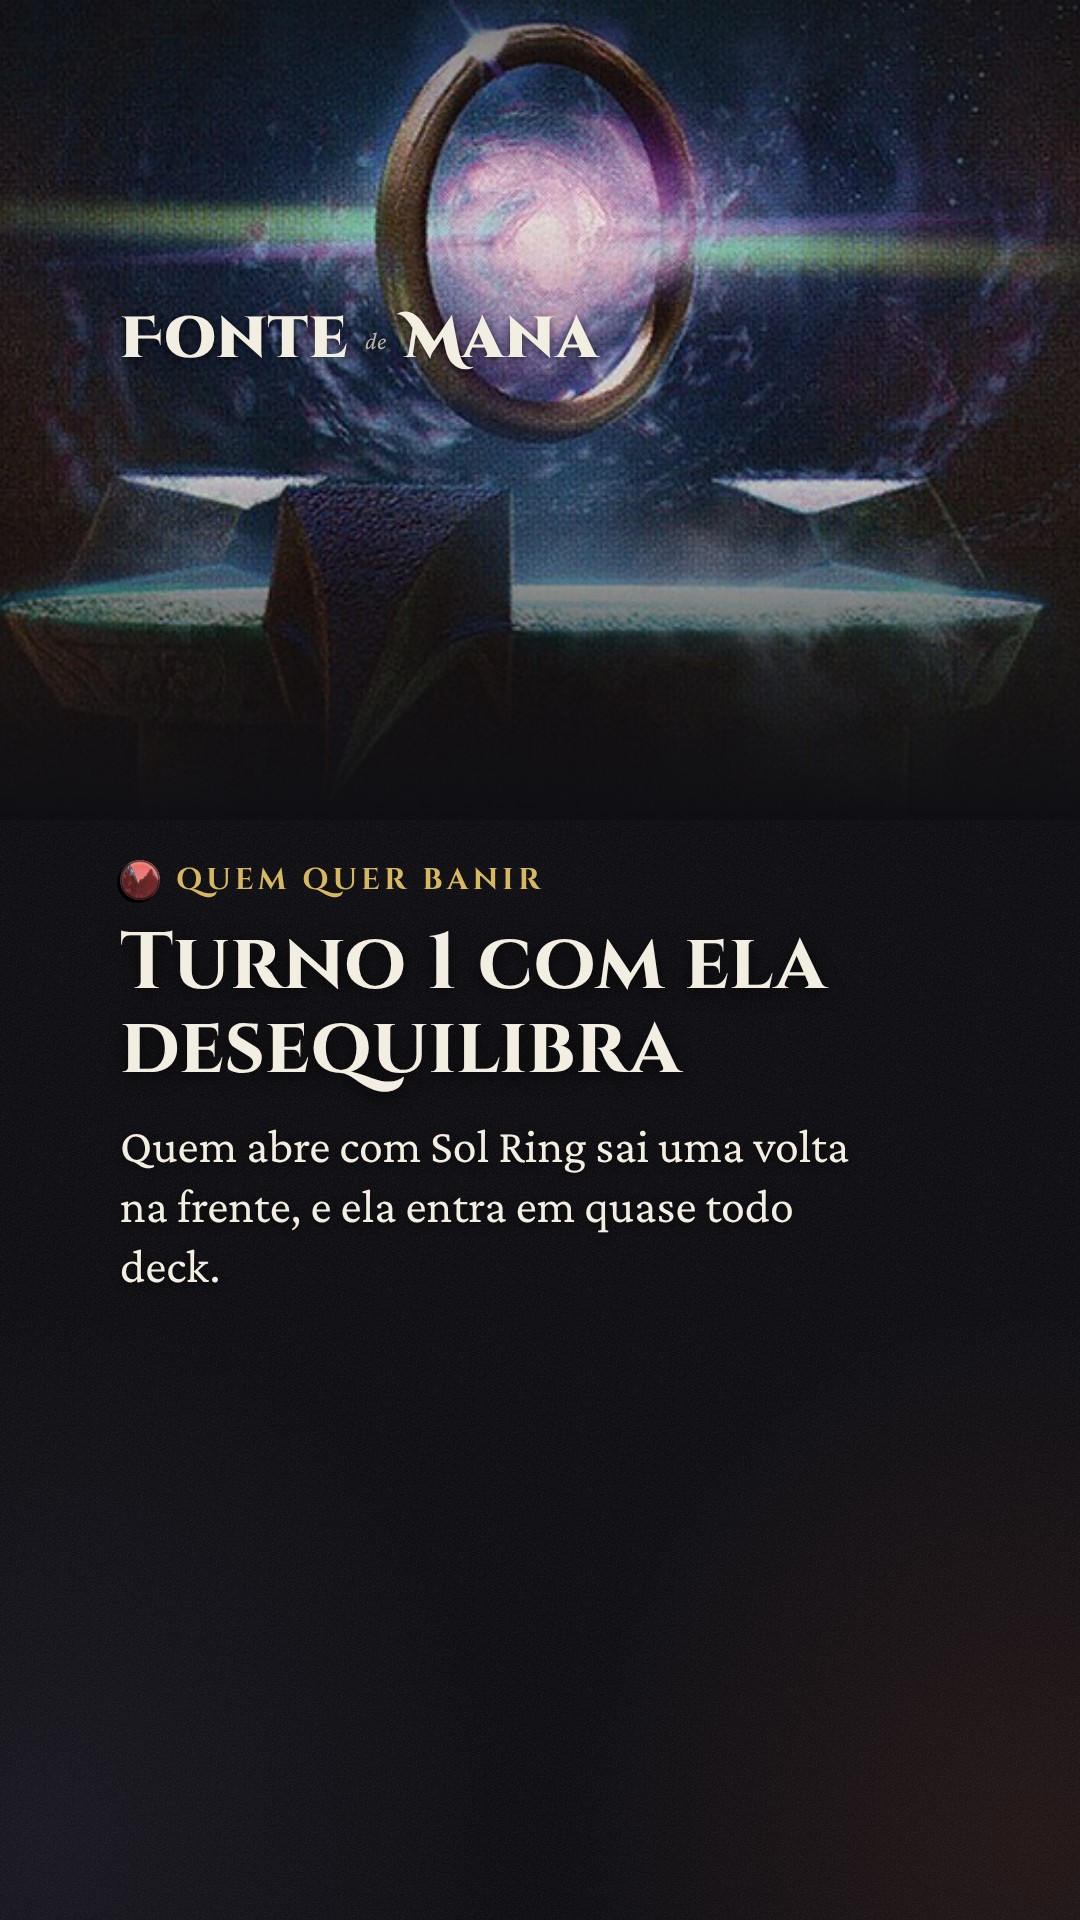 Fonte de Mana
QUEM QUER BANIR
Turno 1 com ela
desequilibra
Quem abre com Sol Ring sai uma volta
na frente, e ela entra em quase todo
deck.